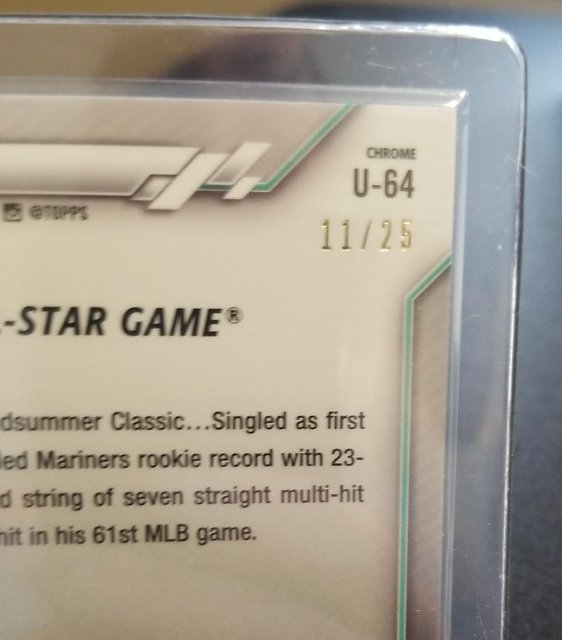 CHROME
U-64
@TOPPS
11/25
-STAR GAME®
dsummer Classic...Singled as first
led Mariners rookie record with 23-
d string of seven straight multi-hit
hit in his 61st MLB game.